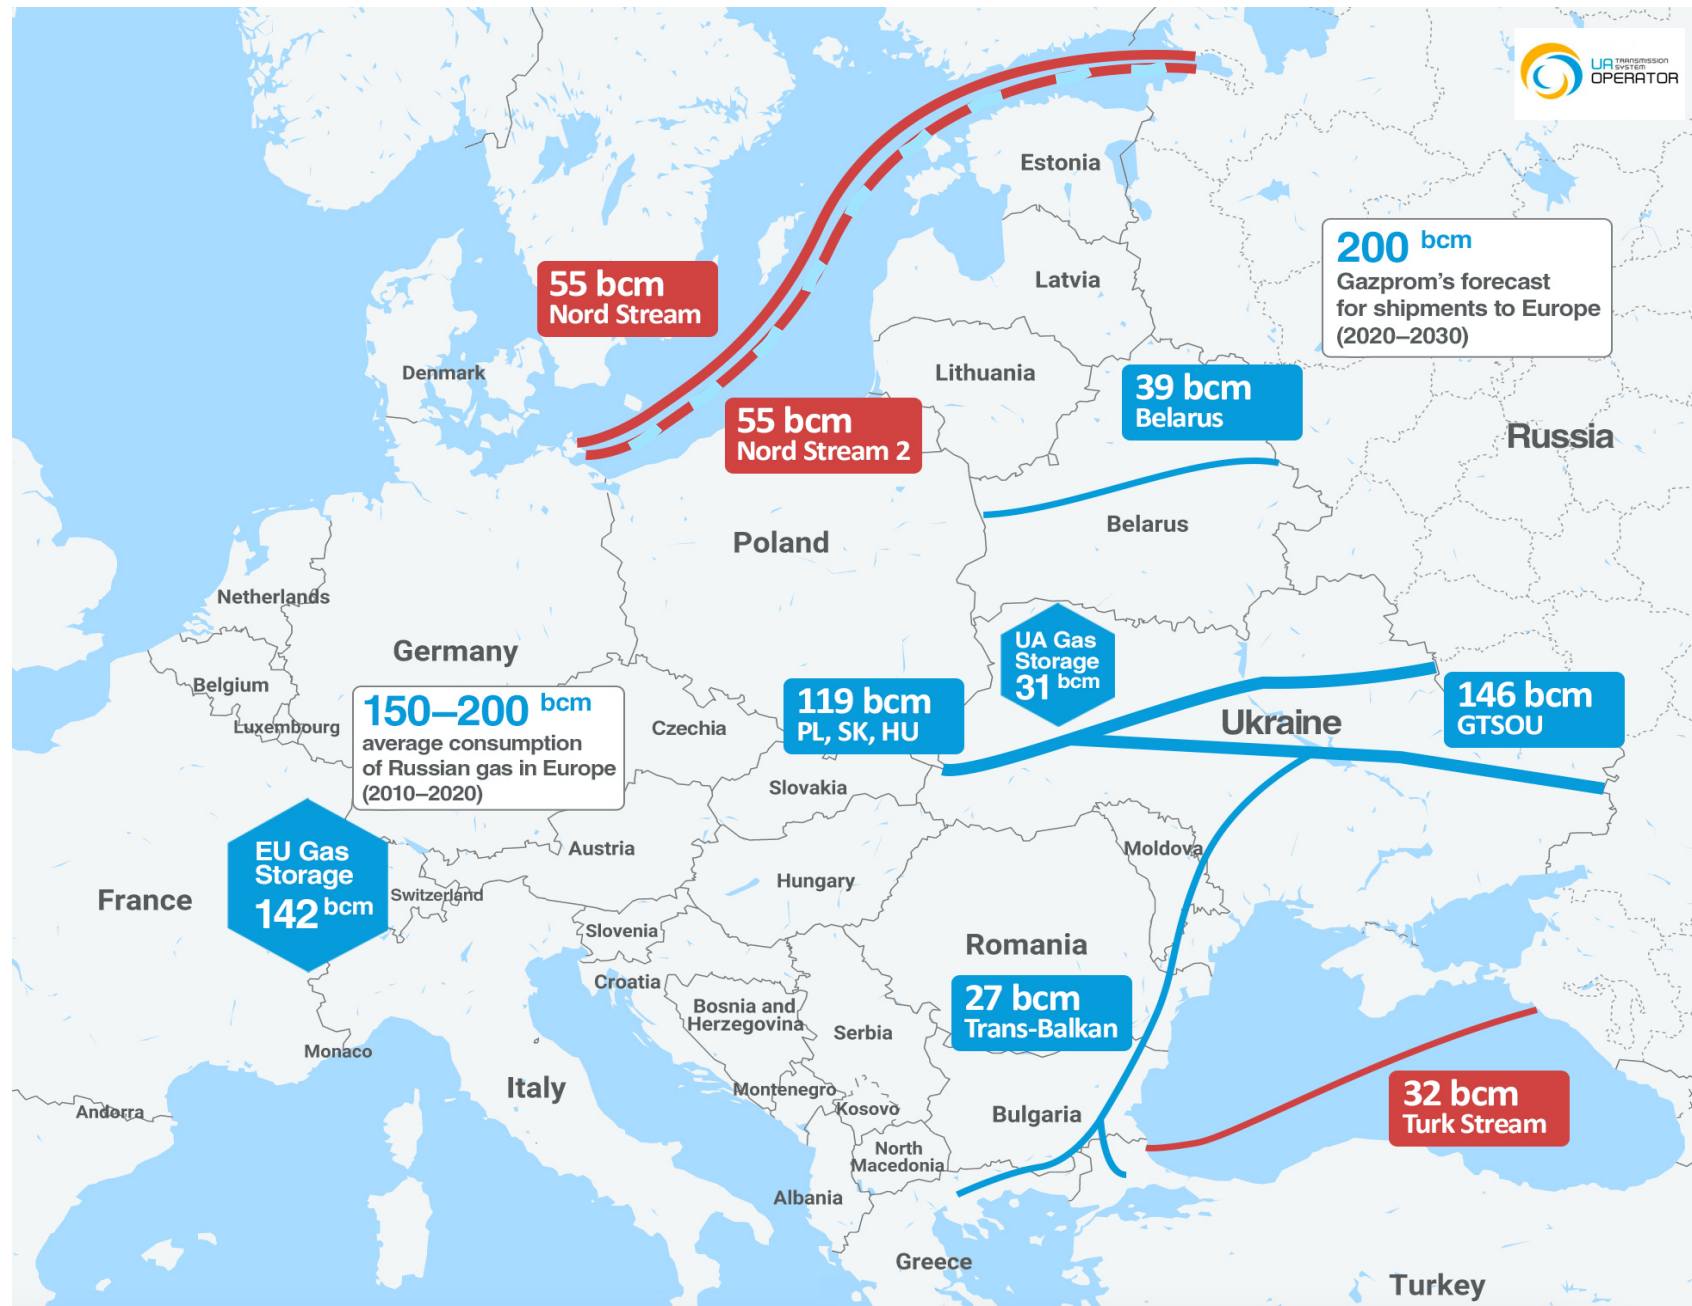 UA TRANSMISSION
SYSTEM
OPERATOR
Estonia
200 bcm
Gazprom's forecast
for shipments to Europe
(2020–2030)
Latvia
55 bcm
Nord Stream
Denmark
Lithuania
39 bcm
Belarus
55 bcm
Nord Stream 2
Russia
Belarus
Poland
Netherlands
Germany
UA Gas
Storage
31 bcm
Belgium
Luxembourg
150–200 bcm
average consumption
of Russian gas in Europe
(2010–2020)
Czechia
119 bcm
PL, SK, HU
Ukraine
146 bcm
GTSOU
Slovakia
Austria
Moldova
EU Gas
Storage
142 bcm
France
Switzerland
Hungary
Slovenia
Romania
Croatia
27 bcm
Trans-Balkan
Bosnia and
Herzegovina
Serbia
Monaco
Italy
Montenegro
Kosovo
Andorra
Bulgaria
32 bcm
Turk Stream
North
Macedonia
Albania
Greece
Turkey